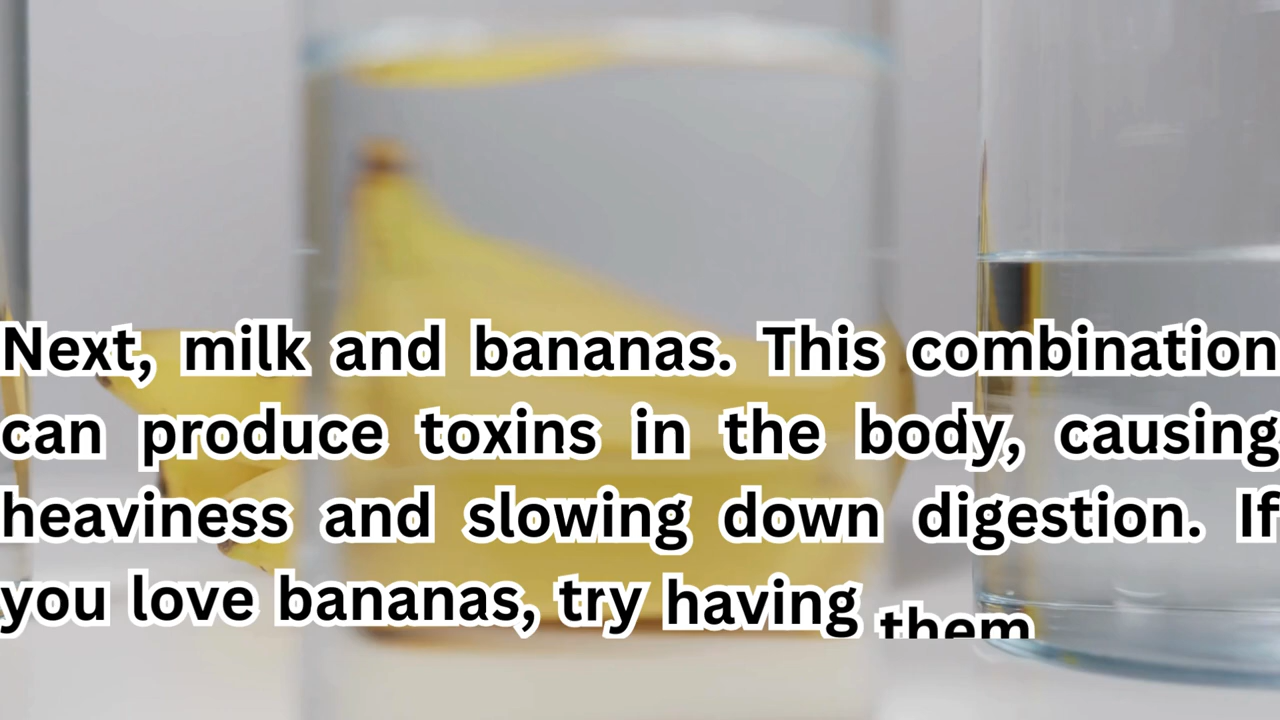 Next, milk and bananas. This combination
can produce toxins in the body, causing
heaviness and slowing down digestion. If
you love bananas, try having them